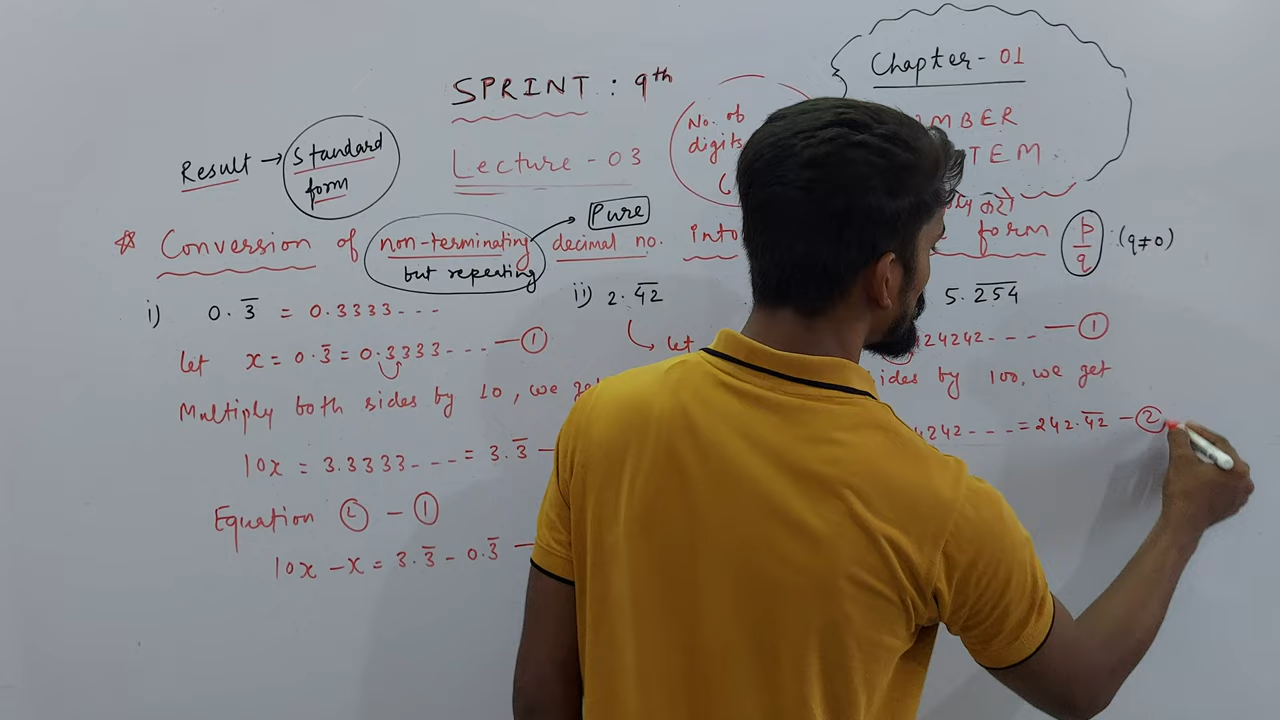 Chapter - 01
SPRINT : 9th
No. of
digits
MBER
TEM
Result → Standard
form
Lecture - 03
Pure
Conversion of non-terminating decimal no. into form p/q (q≠0)
but repeating
i) 0.3̅ = 0.3333---
ii) 2.4̅2̅
5.2̅5̅4̅
let x = 0.3̅ = 0.3333--- — ①
let
24242--- — ①
Multiply both sides by 10, we get
ides by 100, we get
10x = 3.3333--- = 3.3̅ —
4242--- = 242.4̅2̅ — ②
Equation ② - ①
10x - x = 3.3̅ - 0.3̅ —